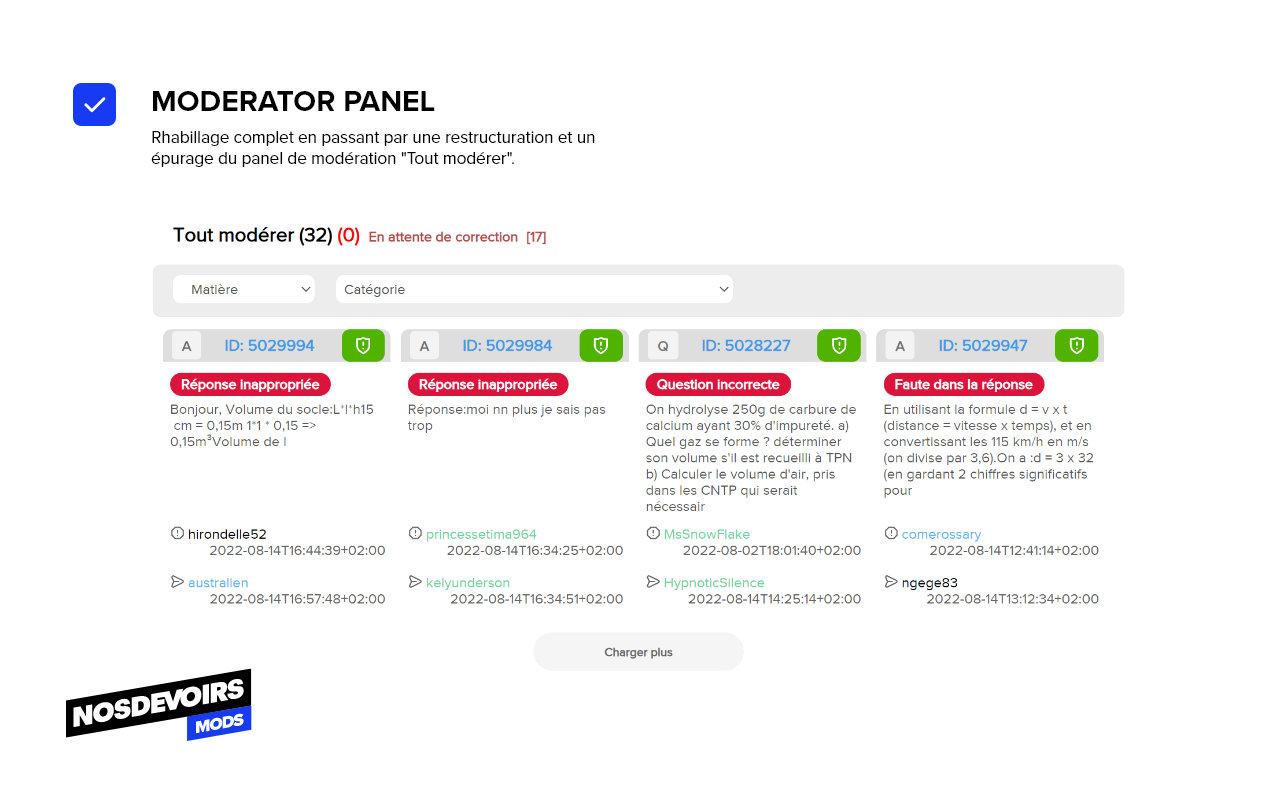 MODERATOR PANEL
Rhabillage complet en passant par une restructuration et un
épurage du panel de modération "Tout modérer".
Tout modérer (32) (0) En attente de correction [17]
Matière
Catégorie
A ID: 5029994
Réponse inappropriée
Bonjour, Volume du socle:L*l*h15
cm = 0,15m 1*1 * 0,15 =>
0,15m³Volume de l
hirondelle52
2022-08-14T16:44:39+02:00
australien
2022-08-14T16:57:48+02:00
A ID: 5029984
Réponse inappropriée
Réponse:moi nn plus je sais pas
trop
princessetima964
2022-08-14T16:34:25+02:00
kelyunderson
2022-08-14T16:34:51+02:00
Q ID: 5028227
Question incorrecte
On hydrolyse 250g de carbure de
calcium ayant 30% d'impureté. a)
Quel gaz se forme ? déterminer
son volume s'il est recueilli à TPN
b) Calculer le volume d'air, pris
dans les CNTP qui serait
nécessair
MsSnowFlake
2022-08-02T18:01:40+02:00
HypnoticSilence
2022-08-14T14:25:14+02:00
A ID: 5029947
Faute dans la réponse
En utilisant la formule d = v x t
(distance = vitesse x temps), et en
convertissant les 115 km/h en m/s
(on divise par 3,6).On a :d = 3 x 32
(en gardant 2 chiffres significatifs
pour
comerossary
2022-08-14T12:41:14+02:00
ngege83
2022-08-14T13:12:34+02:00
Charger plus
NOSDEVOIRS
MODS